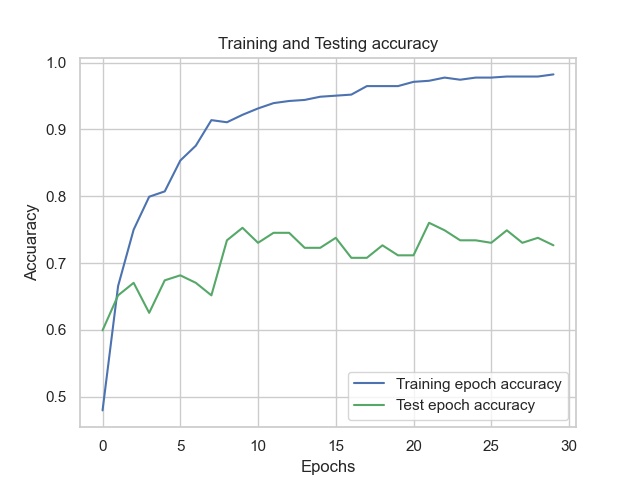 Training and Testing accuracy
1.0
0.9
0.8
0.7
0.6
0.5
Accuaracy
0 5 10 15 20 25 30
Epochs
Training epoch accuracy
Test epoch accuracy